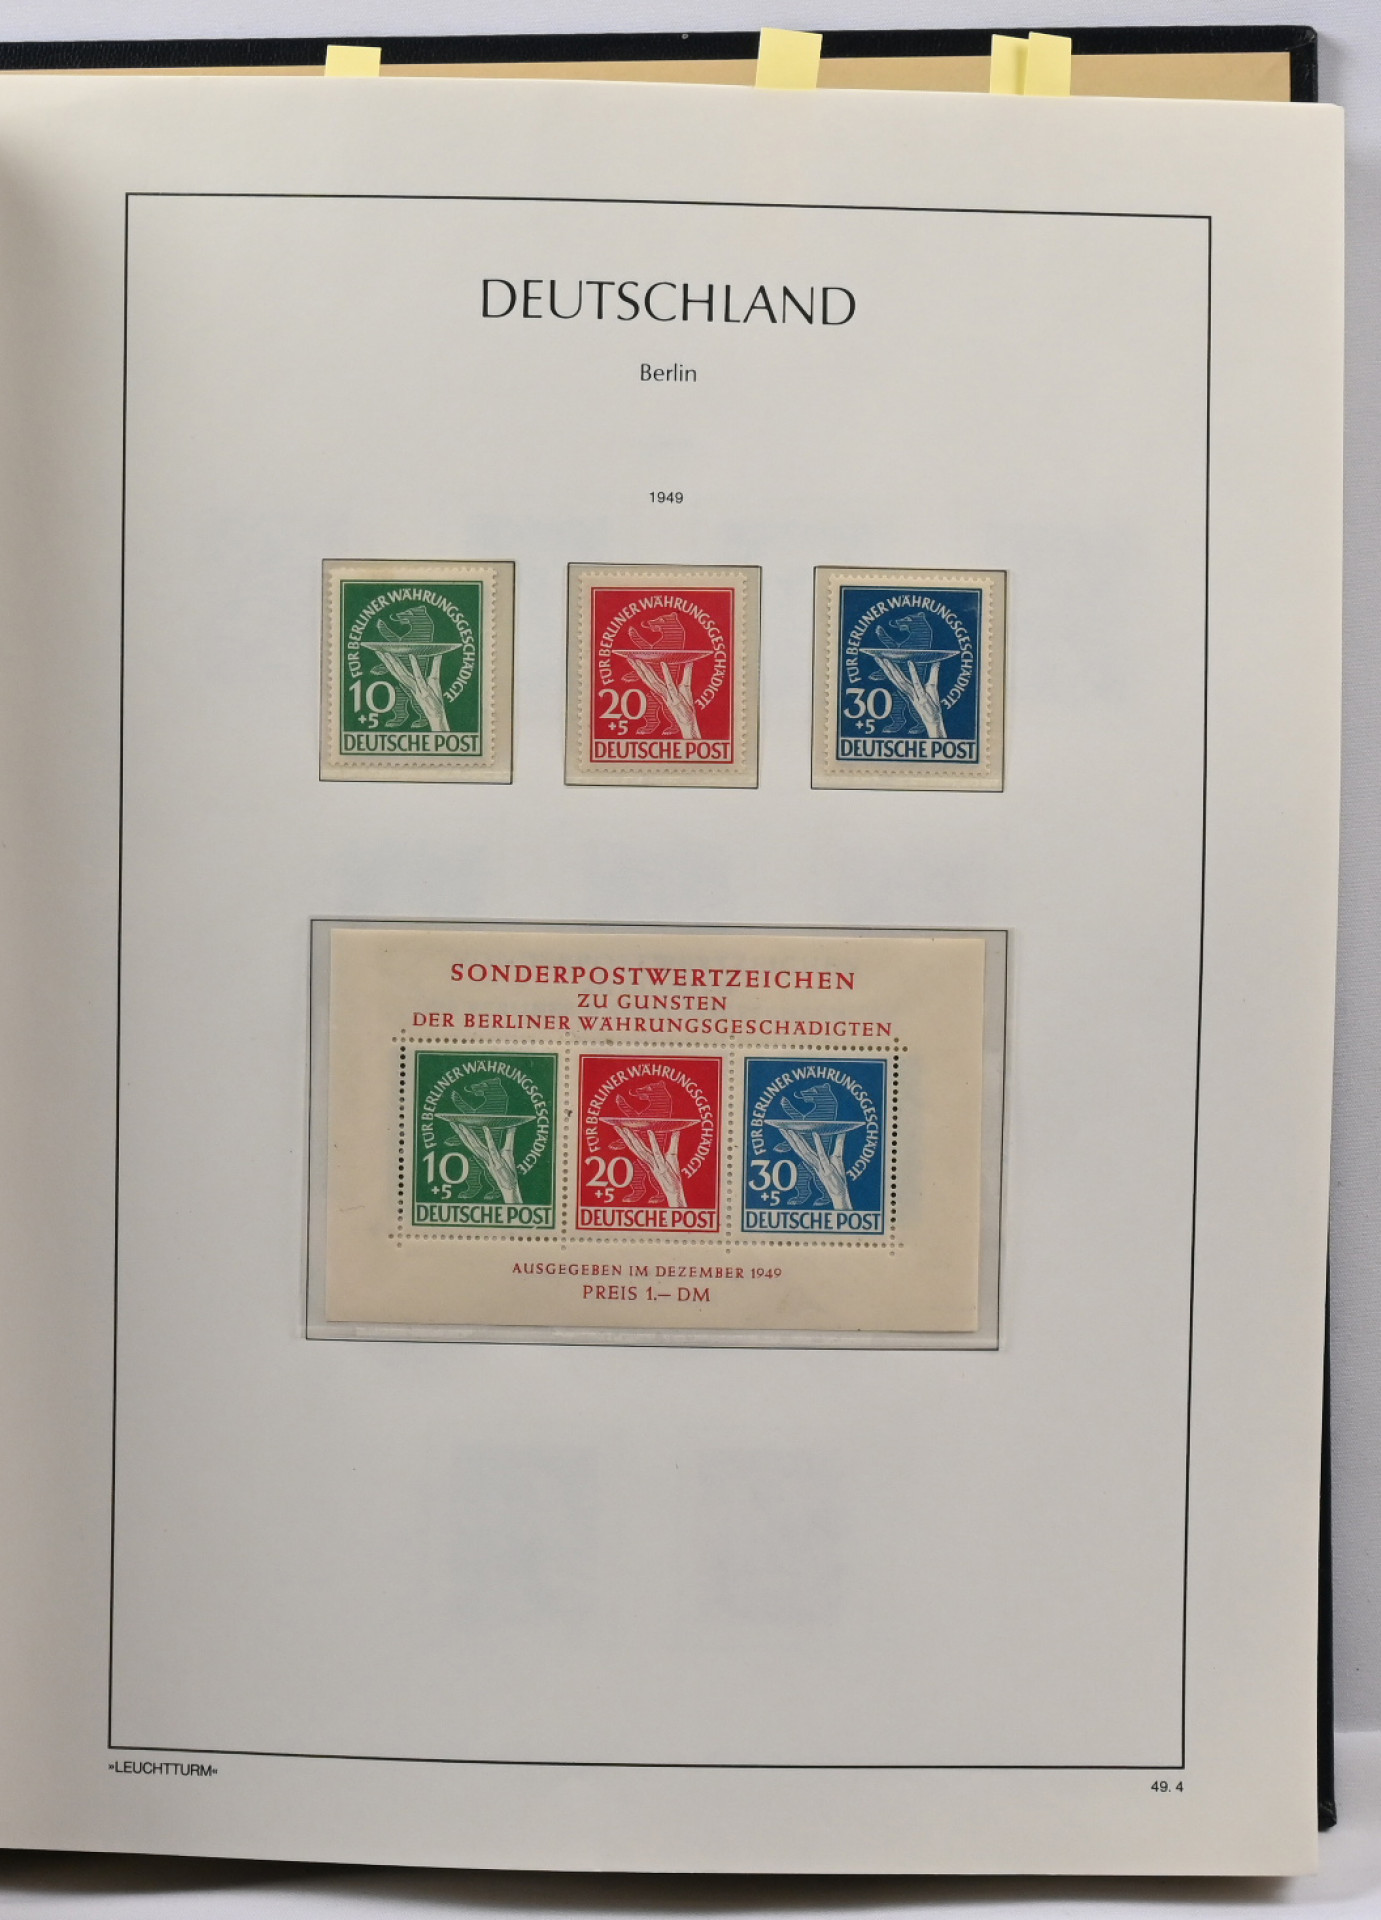 DEUTSCHLAND
Berlin
1949
FÜR BERLINER WÄHRUNGSGESCHÄDIGTE
10
+5
DEUTSCHE POST
FÜR BERLINER WÄHRUNGSGESCHÄDIGTE
20
+5
DEUTSCHE POST
FÜR BERLINER WÄHRUNGSGESCHÄDIGTE
30
+5
DEUTSCHE POST
SONDERPOSTWERTZEICHEN
ZU GUNSTEN
DER BERLINER WÄHRUNGSGESCHÄDIGTEN
FÜR BERLINER WÄHRUNGSGESCHÄDIGTE
10
+5
DEUTSCHE POST
FÜR BERLINER WÄHRUNGSGESCHÄDIGTE
20
+5
DEUTSCHE POST
FÜR BERLINER WÄHRUNGSGESCHÄDIGTE
30
+5
DEUTSCHE POST
AUSGEGEBEN IM DEZEMBER 1949
PREIS 1.— DM
»LEUCHTTURM«
49. 4